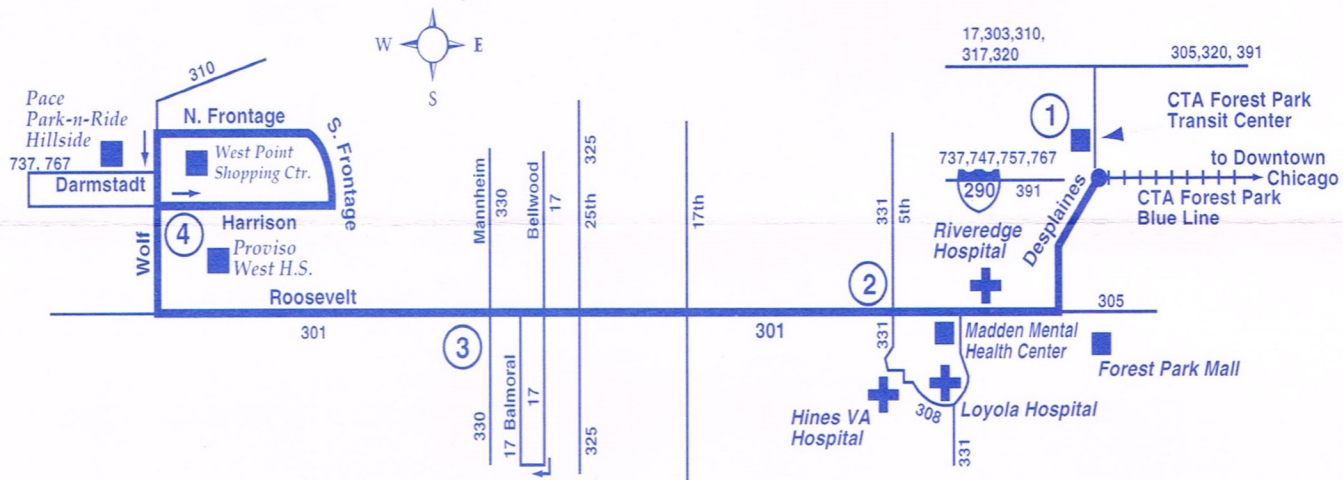 W
E
S
17,303,310,
317,320
305,320, 391
310
Pace
Park-n-Ride
Hillside
737, 767
Darmstadt
N. Frontage
S. Frontage
West Point
Shopping Ctr.
Harrison
4
Proviso
West H.S.
Wolf
Roosevelt
301
3
Mannheim
330
330
Bellwood
17
17 Balmoral
17
25th
325
325
17th
301
2
331
5th
331
1
CTA Forest Park
Transit Center
737,747,757,767
290
391
to Downtown
Chicago
CTA Forest Park
Blue Line
Desplaines
Riveredge
Hospital
305
Madden Mental
Health Center
Forest Park Mall
Hines VA
Hospital
308
Loyola Hospital
331